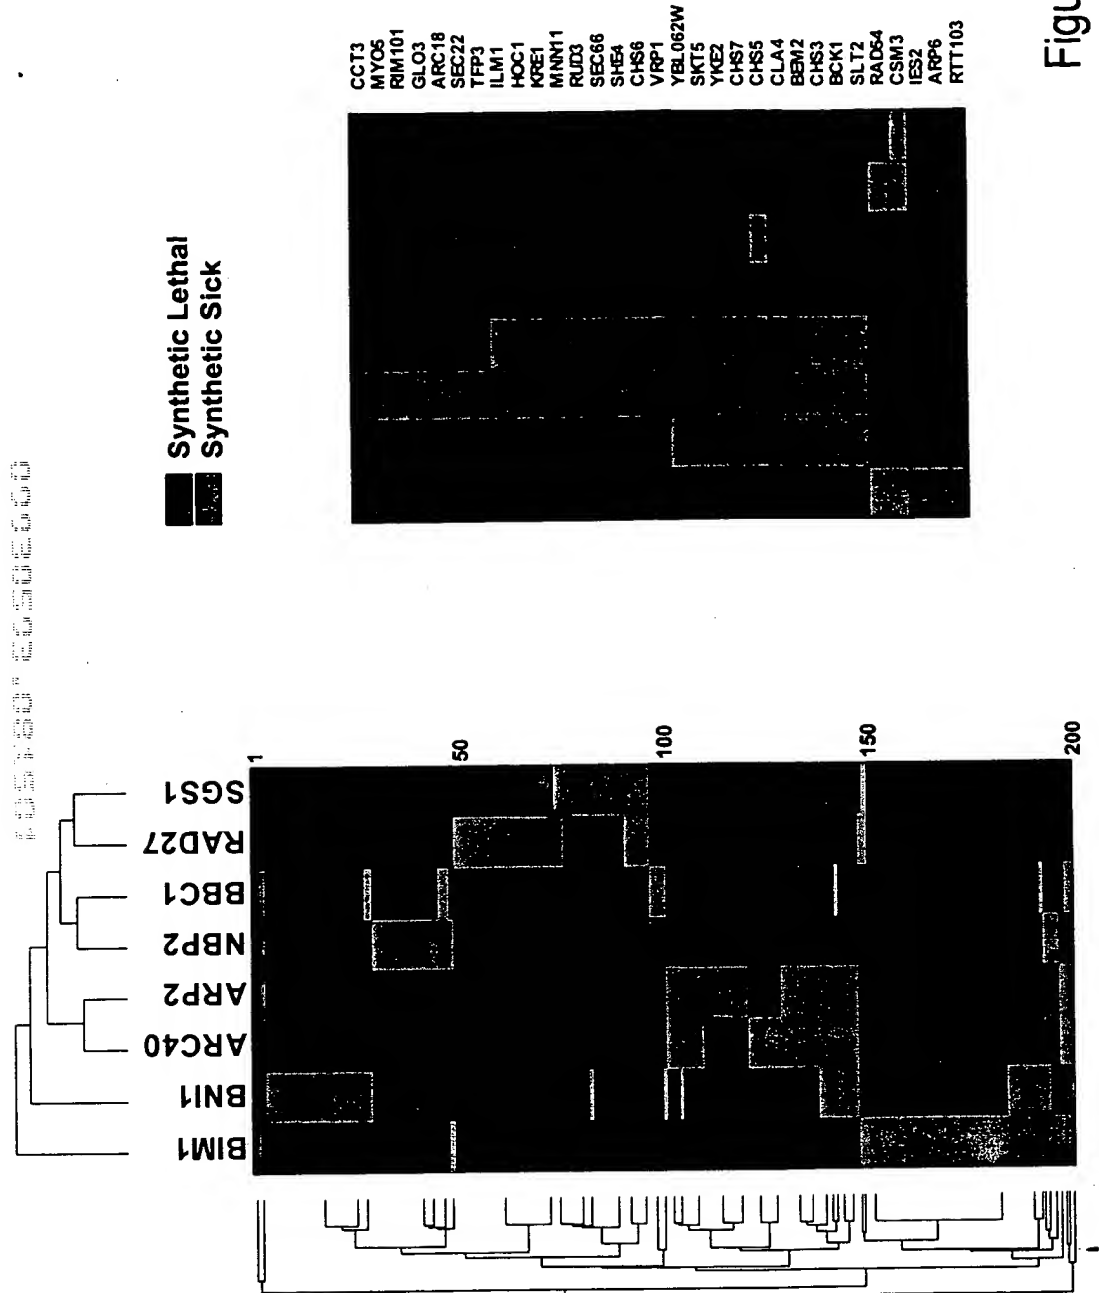 Synthetic Lethal
Synthetic Sick
CCT3
MYO5
RIM101
GLO3
ARC18
SEC22
TFP3
ILM1
HOC1
KRE1
MNN11
RUD3
SEC66
SHE4
CHS6
VRP1
YBL062W
SKT5
YKE2
CHS7
CHS5
CLA4
BEM2
CHS3
BCK1
SLT2
RAD54
CSM3
IES2
ARP6
RTT103
SGS1
RAD27
BBC1
NBP2
ARP2
ARC40
BNI1
BIM1
1
50
100
150
200